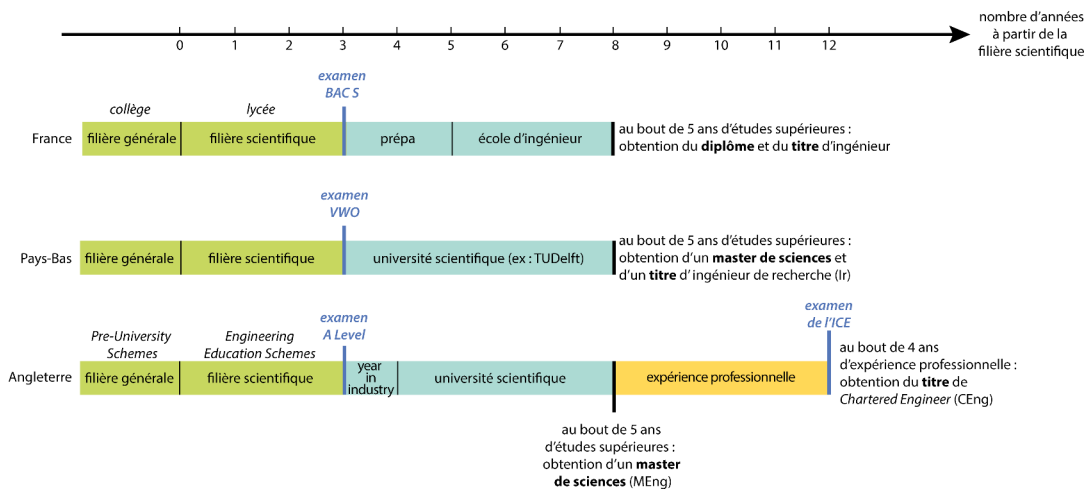 nombre d'années
à partir de la
filière scientifique
0 1 2 3 4 5 6 7 8 9 10 11 12
examen
BAC S
collège lycée
France
filière générale filière scientifique prépa école d'ingénieur
au bout de 5 ans d'études supérieures :
obtention du diplôme et du titre d'ingénieur
examen
VWO
Pays-Bas
filière générale filière scientifique université scientifique (ex : TUDelft)
au bout de 5 ans d'études supérieures :
obtention d'un master de sciences et
d'un titre d' ingénieur de recherche (Ir)
examen
A Level
Pre-University
Schemes
Engineering
Education Schemes
examen
de l'ICE
Angleterre
filière générale filière scientifique
year
in
industry
université scientifique expérience professionnelle
au bout de 4 ans
d'expérience professionnelle :
obtention du titre de
Chartered Engineer (CEng)
au bout de 5 ans
d'études supérieures :
obtention d'un master
de sciences (MEng)